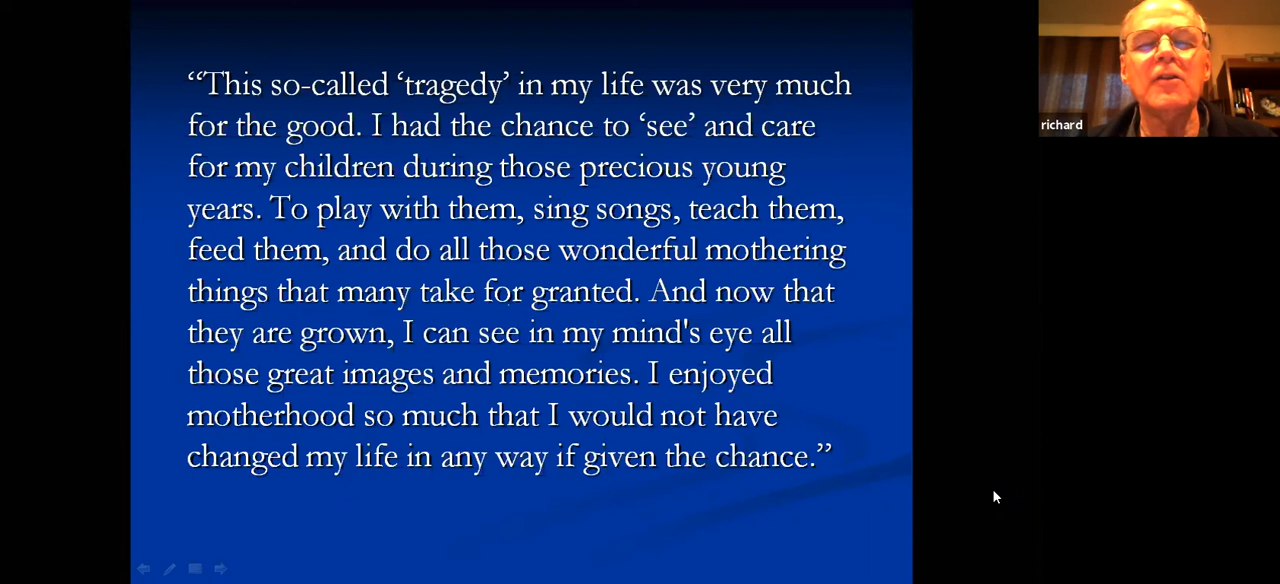 “This so-called ‘tragedy’ in my life was very much
for the good. I had the chance to ‘see’ and care
for my children during those precious young
years. To play with them, sing songs, teach them,
feed them, and do all those wonderful mothering
things that many take for granted. And now that
they are grown, I can see in my mind's eye all
those great images and memories. I enjoyed
motherhood so much that I would not have
changed my life in any way if given the chance.”
richard